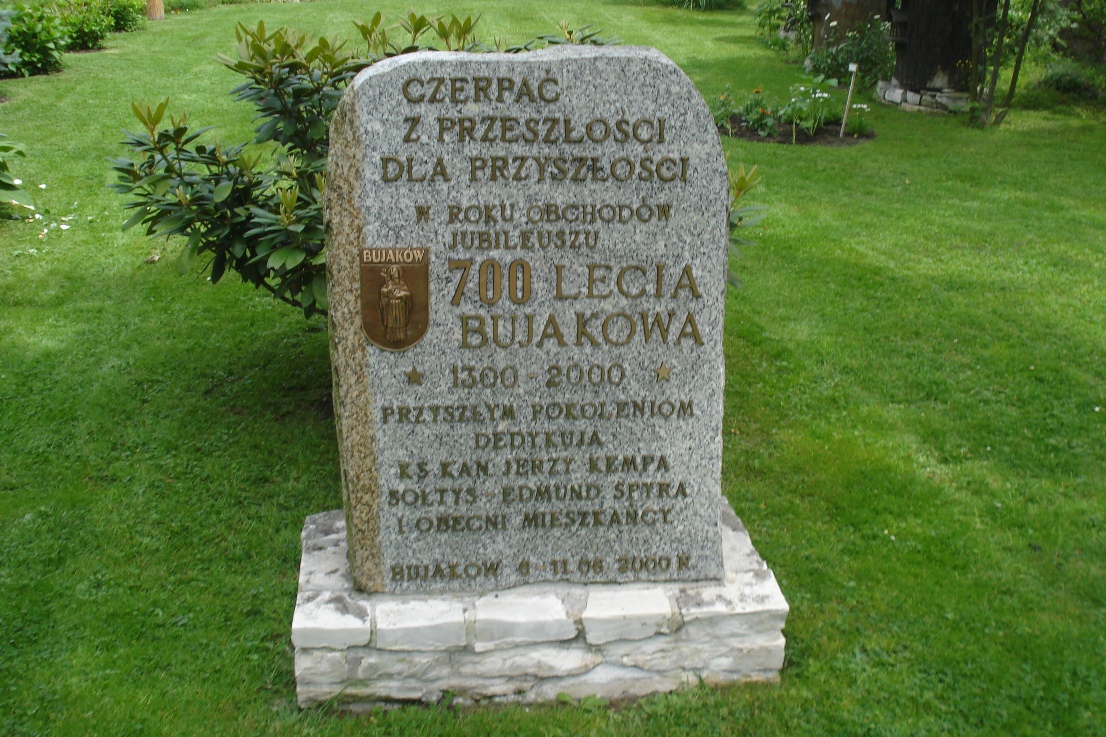 CZERPAĆ
Z PRZESZŁOŚCI
DLA PRZYSZŁOŚCI
W ROKU OBCHODÓW
JUBILEUSZU
BUJAKÓW
700 LECIA
BUJAKOWA
★ 1300 - 2000 ★
PRZYSZŁYM POKOLENIOM
DEDYKUJĄ
KS. KAN. JERZY KEMPA
SOŁTYS - EDMUND SPYRA
I OBECNI MIESZKAŃCY.
BUJAKÓW 8 - 11.06 2000 R.